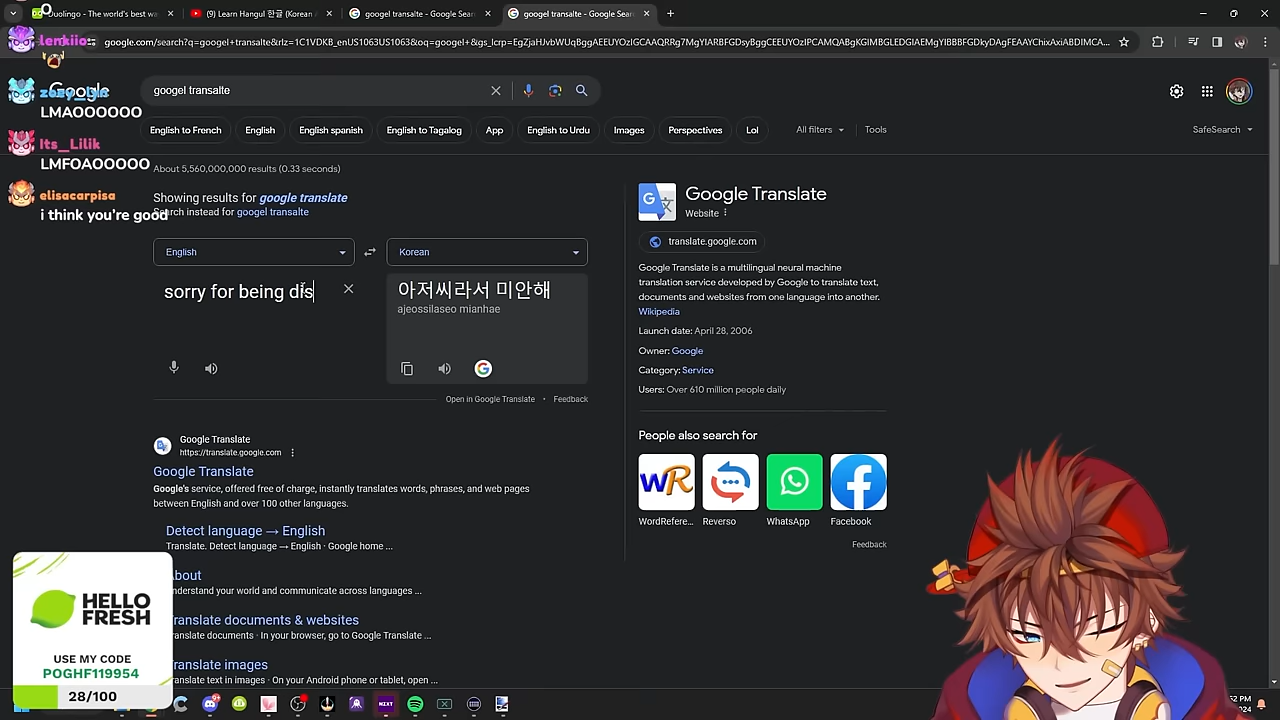 Duolingo - The world's best wa
(9) Learn Hangul 한글 (Korean
googel transalte - Google Sear
googel transalte - Google Sear
lenkiio
google.com/search?q=googel+transalte&rlz=1C1VDKB_enUS1063US1063&oq=google+&gs_lcrp=
Google
googel transalte
LMAOOOOOO
English to French
English
English spanish
English to Tagalog
App
English to Urdu
Images
Perspectives
Lol
All filters
Tools
SafeSearch
Its__Lilik
LMFOAOOOOO
About 5,560,000,000 results (0.33 seconds)
elisacarpisa
i think you're good
Showing results for google translate
Search instead for googel transalte
English
Korean
sorry for being dis
아저씨라서 미안해
ajeossilaseo mianhae
Open in Google Translate • Feedback
Google Translate
https://translate.google.com
Google Translate
Google's service, offered free of charge, instantly translates words, phrases, and web pages
between English and over 100 other languages.
Detect language → English
Translate. Detect language → English · Google home ...
About
understand your world and communicate across languages ...
Translate documents & websites
Translate documents · In your browser, go to Google Translate ...
Translate images
Translate text in images · On your Android phone or tablet, open ...
Google Translate
Website
translate.google.com
Google Translate is a multilingual neural machine
translation service developed by Google to translate text,
documents and websites from one language into another.
Wikipedia
Launch date: April 28, 2006
Owner: Google
Category: Service
Users: Over 610 million people daily
People also search for
WordRefere...
Reverso
WhatsApp
Facebook
Feedback
HELLO
FRESH
USE MY CODE
POGHF119954
28/100